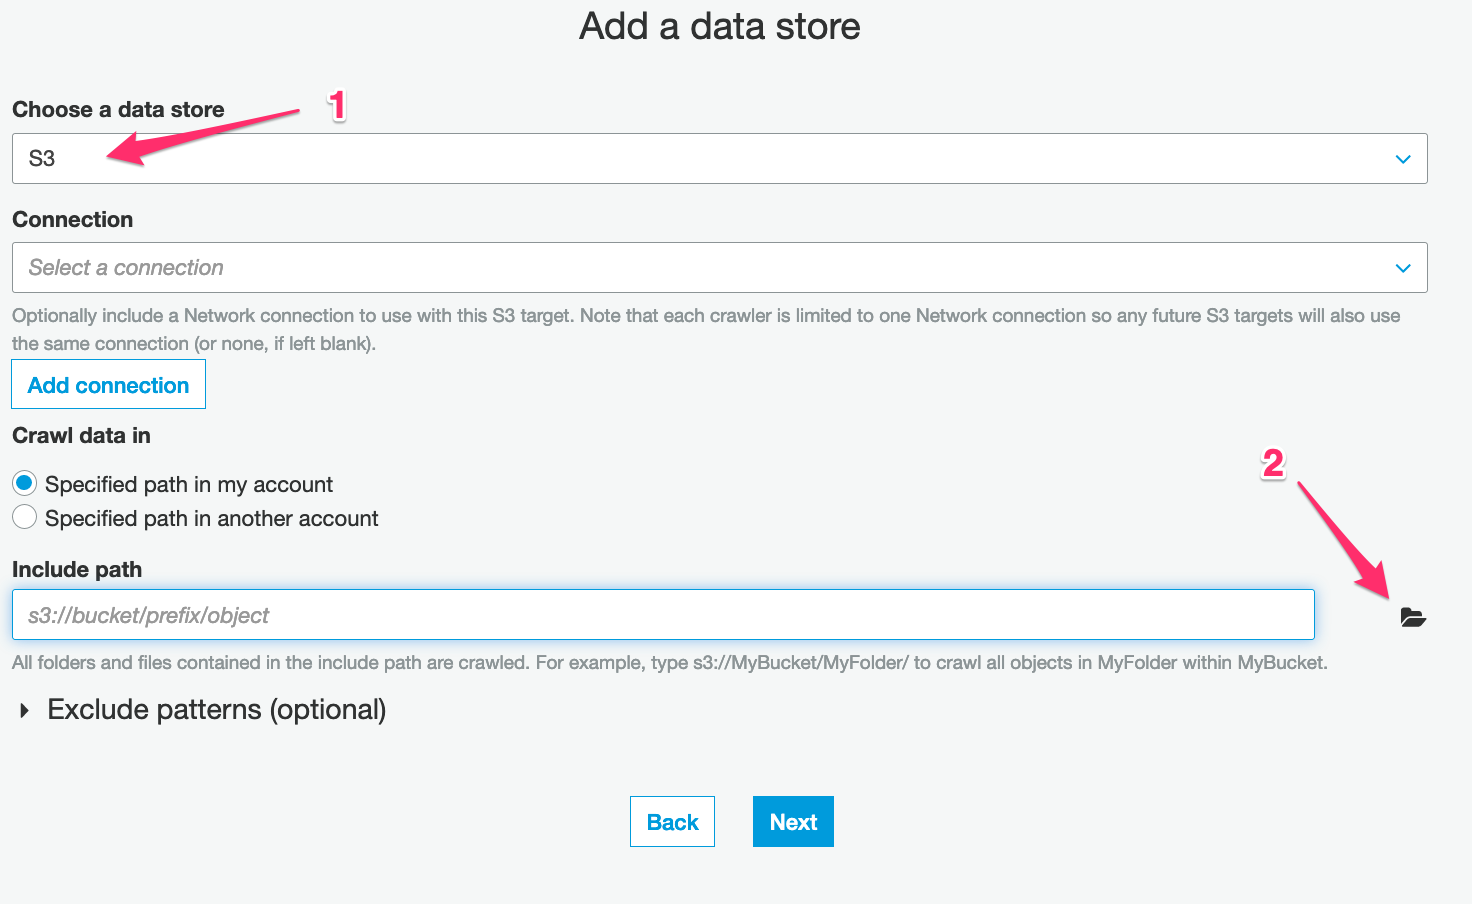 Add a data store
Choose a data store
1
S3
Connection
Select a connection
Optionally include a Network connection to use with this S3 target. Note that each crawler is limited to one Network connection so any future S3 targets will also use
the same connection (or none, if left blank).
Add connection
Crawl data in
2
Specified path in my account
Specified path in another account
Include path
s3://bucket/prefix/object
All folders and files contained in the include path are crawled. For example, type s3://MyBucket/MyFolder/ to crawl all objects in MyFolder within MyBucket.
Exclude patterns (optional)
Back
Next